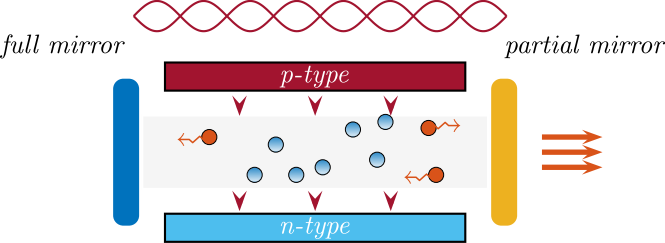 full mirror
partial mirror
p-type
n-type